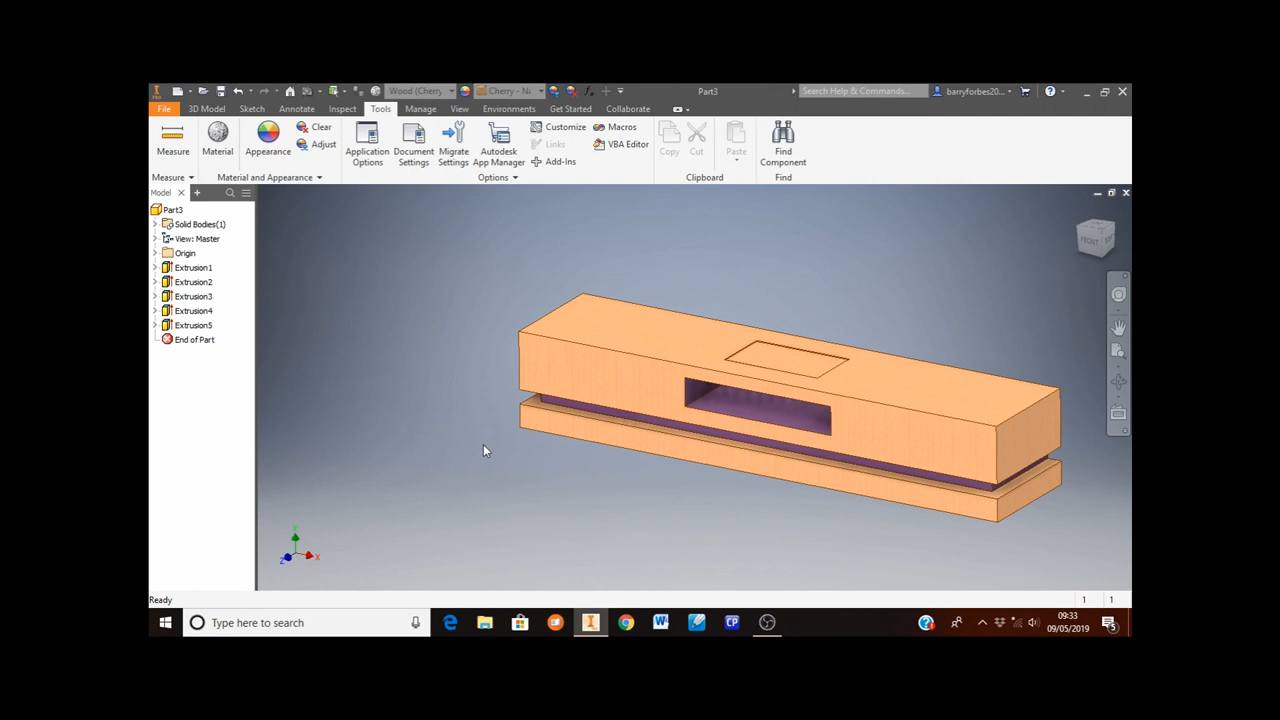 PRO
Wood (Cherry
Cherry - Na
Part3
Search Help & Commands...
barryforbes20...
File
3D Model
Sketch
Annotate
Inspect
Tools
Manage
View
Environments
Get Started
Collaborate
Measure
Material
Appearance
Clear
Adjust
Application
Options
Document
Settings
Migrate
Settings
Autodesk
App Manager
Customize
Links
Add-Ins
Macros
VBA Editor
Copy
Cut
Paste
Find
Component
Measure
Material and Appearance
Options
Clipboard
Find
Model
Part3
Solid Bodies(1)
View: Master
Origin
Extrusion1
Extrusion2
Extrusion3
Extrusion4
Extrusion5
End of Part
FRONT
Y
X
Z
Ready
1 1
Type here to search
CP
09:33
09/05/2019
5